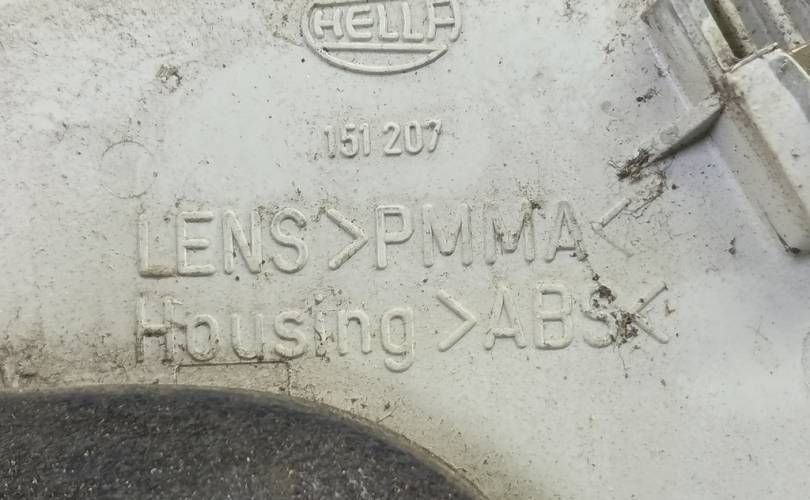 HELLA
151 207
LENS >PMMA<
Housing >ABS<